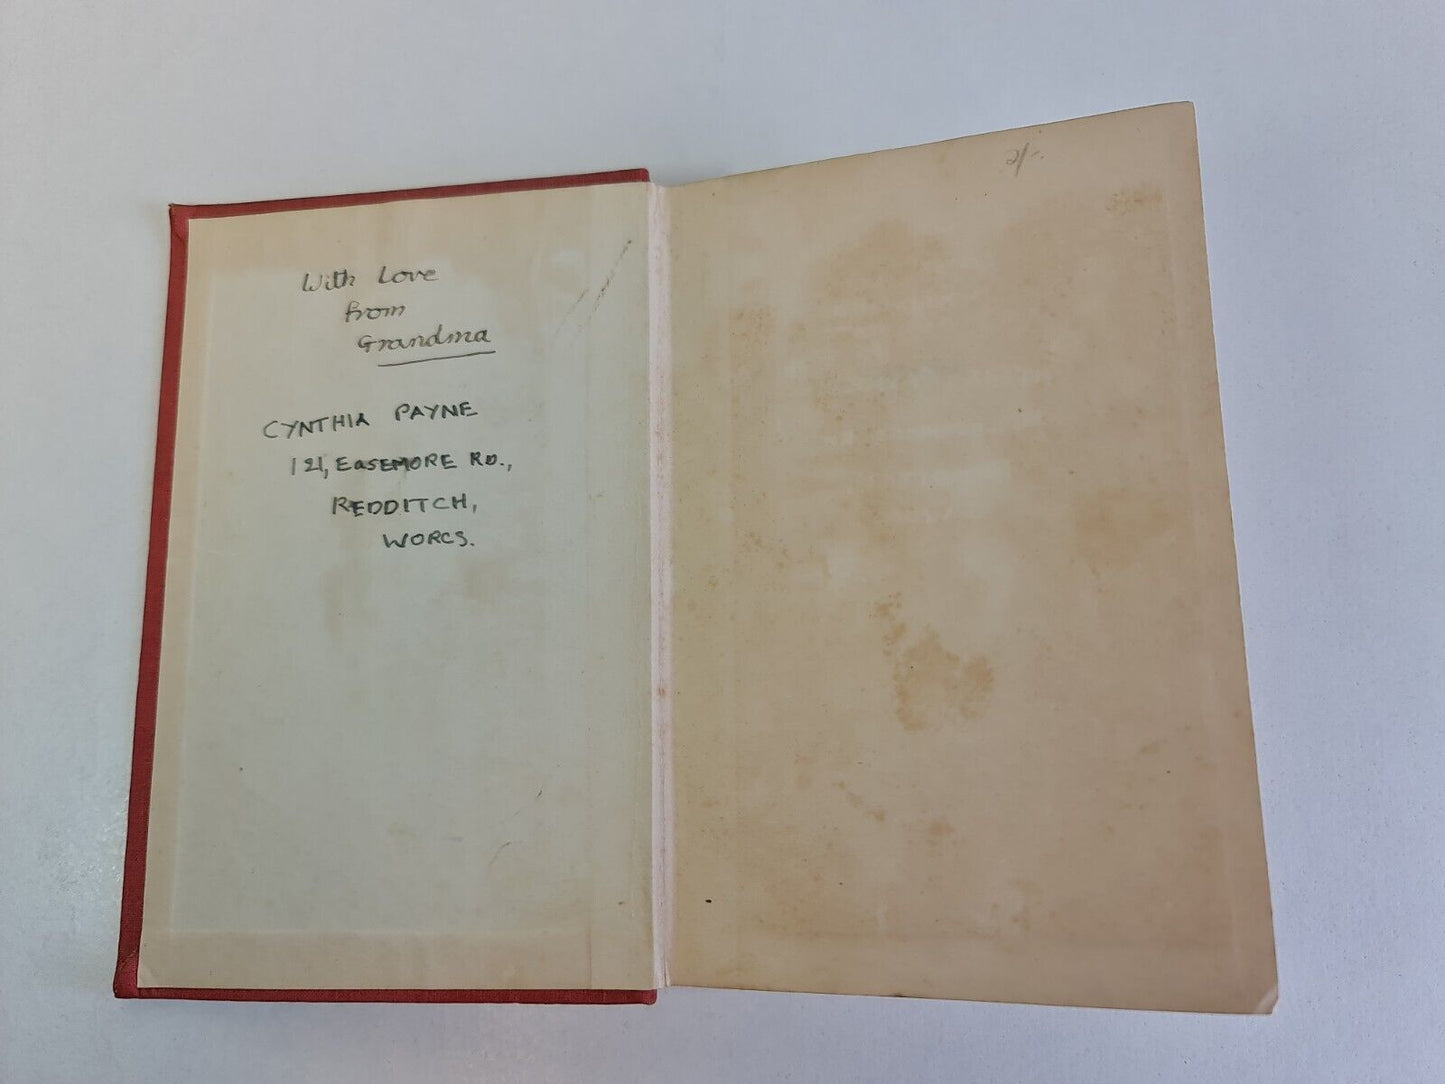 With Love
from
Grandma
CYNTHIA PAYNE
121, EASEMORE RD.,
REDDITCH,
WORCS.
2/-.